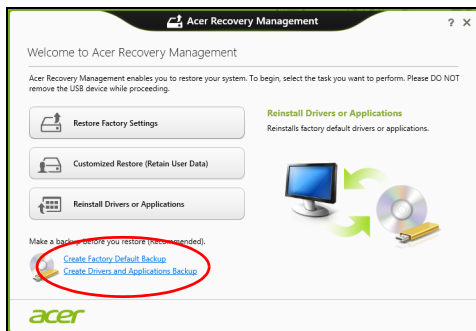 Acer Recovery Management
? X
Welcome to Acer Recovery Management
Acer Recovery Management enables you to restore your system. To begin, select the task you want to perform. Please DO NOT
remove the USB device while proceeding.
Restore Factory Settings
Customized Restore (Retain User Data)
Reinstall Drivers or Applications
Reinstall Drivers or Applications
Reinstalls factory default drivers or applications.
Make a backup before you restore (Recommended).
Create Factory Default Backup
Create Drivers and Applications Backup
acer